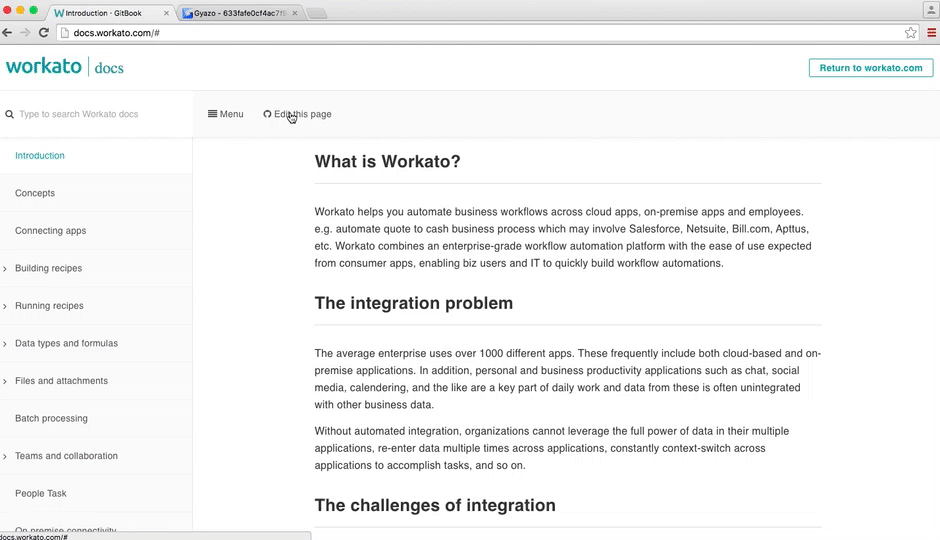 Introduction · GitBook
Gyazo - 633fafe0cf4ac7f9
docs.workato.com/#
workato docs
Return to workato.com
Type to search Workato docs
Menu
Edit this page
Introduction
Concepts
Connecting apps
Building recipes
Running recipes
Data types and formulas
Files and attachments
Batch processing
Teams and collaboration
People Task
On premise connectivity
What is Workato?
Workato helps you automate business workflows across cloud apps, on-premise apps and employees.
e.g. automate quote to cash business process which may involve Salesforce, Netsuite, Bill.com, Apttus,
etc. Workato combines an enterprise-grade workflow automation platform with the ease of use expected
from consumer apps, enabling biz users and IT to quickly build workflow automations.
The integration problem
The average enterprise uses over 1000 different apps. These frequently include both cloud-based and on-
premise applications. In addition, personal and business productivity applications such as chat, social
media, calendering, and the like are a key part of daily work and data from these is often unintegrated
with other business data.
Without automated integration, organizations cannot leverage the full power of data in their multiple
applications, re-enter data multiple times across applications, constantly context-switch across
applications to accomplish tasks, and so on.
The challenges of integration
docs.workato.com/#